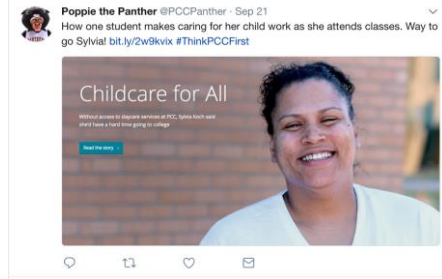 Poppie the Panther @PCCPanther · Sep 21
How one student makes caring for her child work as she attends classes. Way to
go Sylvia! bit.ly/2w9kvix #ThinkPCCFirst
Childcare for All
Without access to daycare services at PCC, Sylvia Koch said
she'd have a hard time going to college
Read the story >